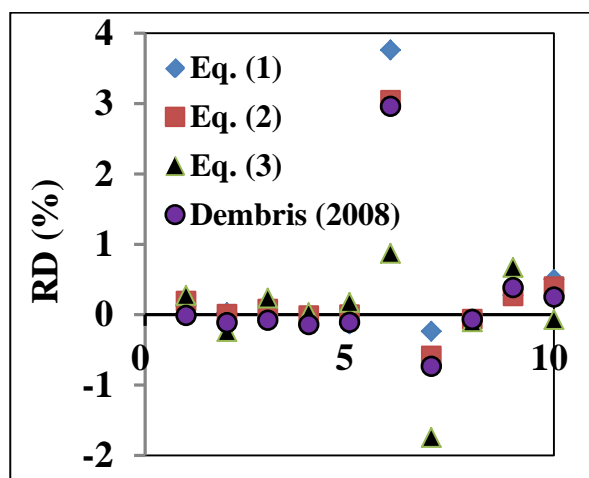 4
3
2
1
0
-1
-2
RD (%)
Eq. (1)
Eq. (2)
Eq. (3)
Dembris (2008)
0
5
10